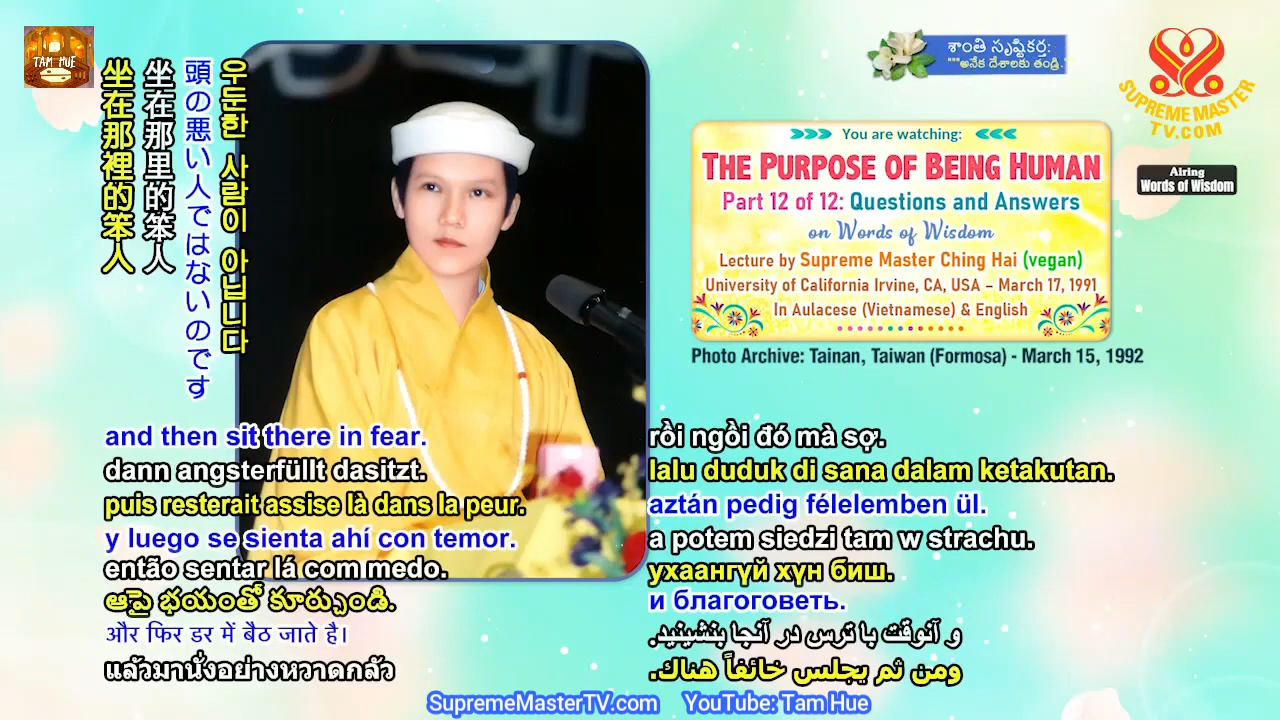 TAM HUE
우둔한 사람이 아닙니다
頭の悪い人ではないのです
坐在那里的笨人
坐在那裡的笨人
శాంతి సృష్టికర్త:
"""అనేక దేశాలకు తండ్రి."
SUPREME MASTER
TV.COM
Airing
Words of Wisdom
You are watching:
THE PURPOSE OF BEING HUMAN
Part 12 of 12: Questions and Answers
on Words of Wisdom
Lecture by Supreme Master Ching Hai (vegan)
University of California Irvine, CA, USA – March 17, 1991
In Aulacese (Vietnamese) & English
Photo Archive: Tainan, Taiwan (Formosa) - March 15, 1992
and then sit there in fear.
dann angsterfüllt dasitzt.
puis resterait assise là dans la peur.
y luego se sienta ahí con temor.
então sentar lá com medo.
ఆపై భయంతో కూర్చుండి.
और फिर डर में बैठ जाते है।
แล้วมานั่งอย่างหวาดกลัว
rồi ngồi đó mà sợ.
lalu duduk di sana dalam ketakutan.
aztán pedig félelemben ül.
a potem siedzi tam w strachu.
ухаангүй хүн биш.
и благоговеть.
و آنوقت با ترس در آنجا بنشینید.
ومن ثم يجلس خائفاً هناك.
SupremeMasterTV.com YouTube: Tam Hue